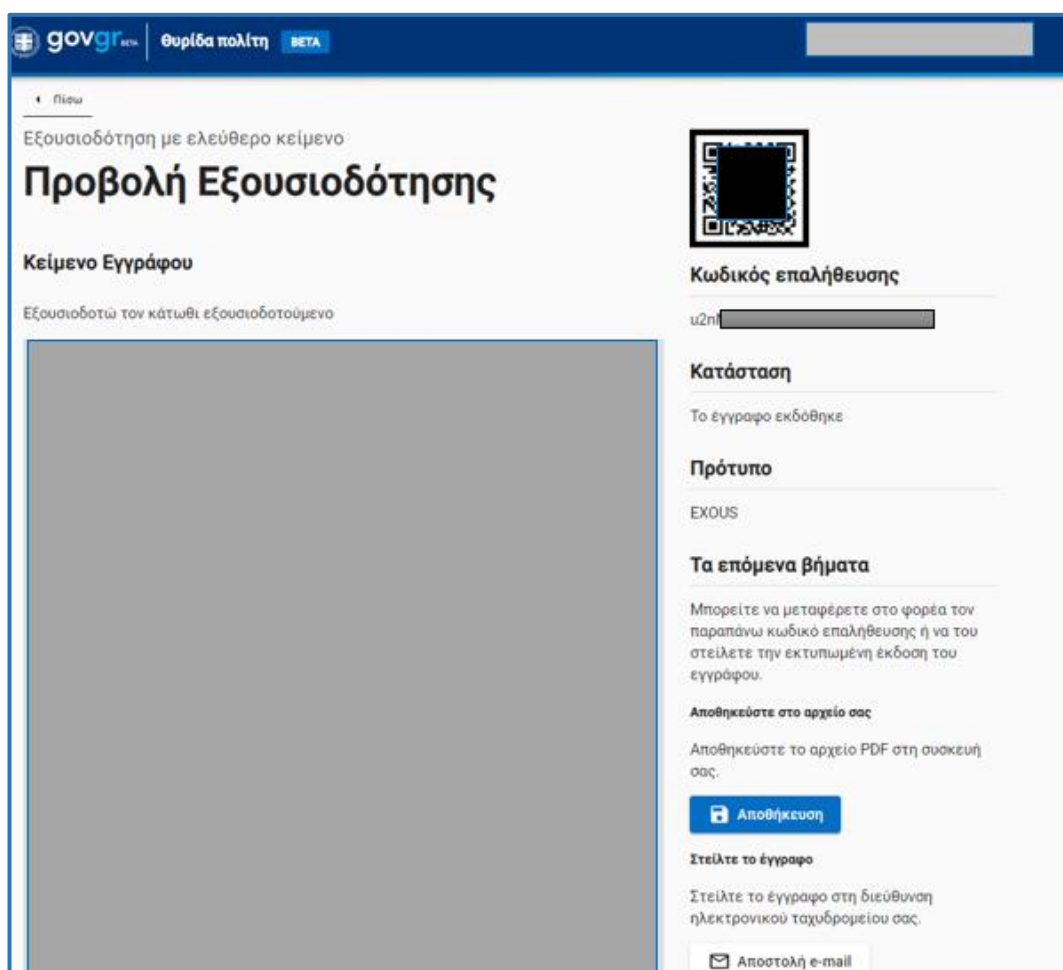 govgr BETA Θυρίδα πολίτη BETA
Πίσω
Εξουσιοδότηση με ελεύθερο κείμενο
Προβολή Εξουσιοδότησης
Κείμενο Εγγράφου
Εξουσιοδοτώ τον κάτωθι εξουσιοδοτούμενο
Κωδικός επαλήθευσης
Κατάσταση
Το έγγραφο εκδόθηκε
Πρότυπο
EXOUS
Τα επόμενα βήματα
Μπορείτε να μεταφέρετε στο φορέα τον
παραπάνω κωδικό επαλήθευσης ή να του
στείλετε την εκτυπωμένη έκδοση του
εγγράφου.
Αποθηκεύστε στο αρχείο σας
Αποθηκεύστε το αρχείο PDF στη συσκευή
σας.
Αποθήκευση
Στείλτε το έγγραφο
Στείλτε το έγγραφο στη διεύθυνση
ηλεκτρονικού ταχυδρομείου σας.
Αποστολή e-mail